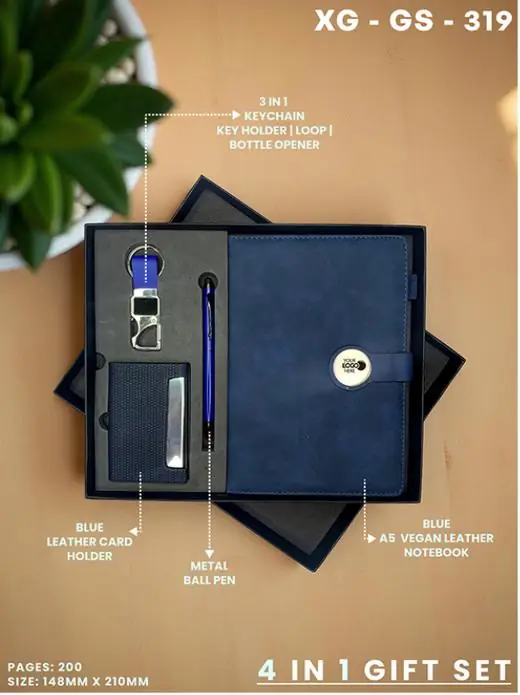 XG - GS - 319
3 IN 1
KEYCHAIN
KEY HOLDER | LOOP |
BOTTLE OPENER
YOUR
LOGO
HERE
BLUE
LEATHER CARD
HOLDER
METAL
BALL PEN
BLUE
A5 VEGAN LEATHER
NOTEBOOK
PAGES: 200
SIZE: 148MM X 210MM
4 IN 1 GIFT SET